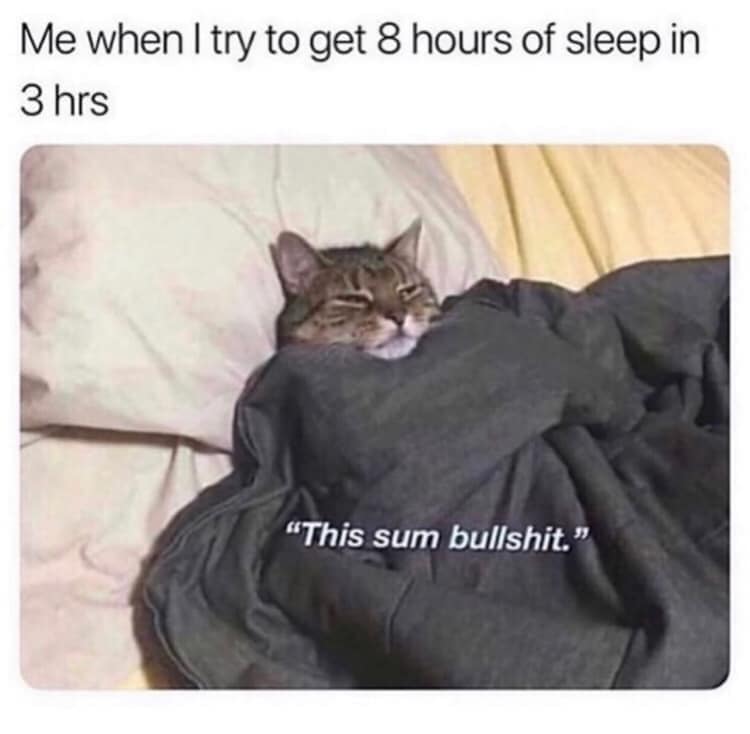 Me when I try to get 8 hours of sleep in
3 hrs
“This sum bullshit.”